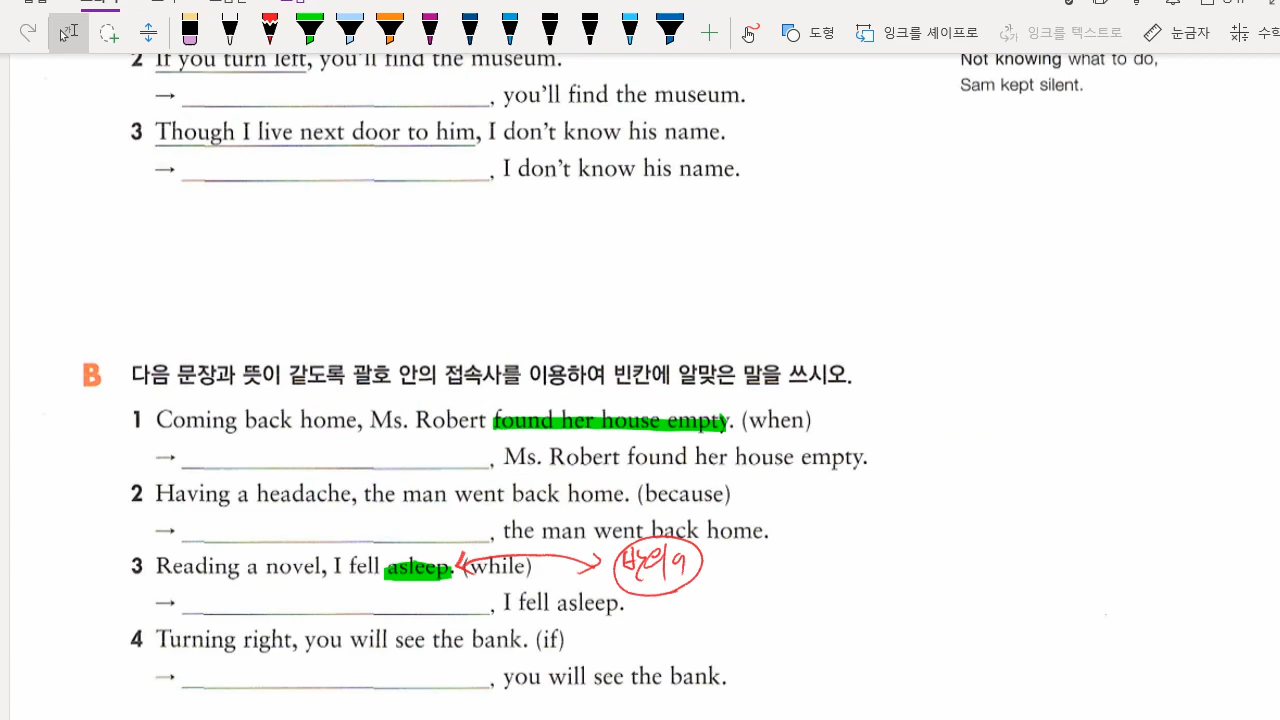 도형
잉크를 셰이프로
잉크를 텍스트로
눈금자
수학
2 If you turn left, you'll find the museum.
→ , you'll find the museum.
3 Though I live next door to him, I don't know his name.
→ , I don't know his name.
Not knowing what to do,
Sam kept silent.
B 다음 문장과 뜻이 같도록 괄호 안의 접속사를 이용하여 빈칸에 알맞은 말을 쓰시오.
1 Coming back home, Ms. Robert found her house empty. (when)
→ , Ms. Robert found her house empty.
2 Having a headache, the man went back home. (because)
→ , the man went back home.
3 Reading a novel, I fell asleep. (while)
→ , I fell asleep.
4 Turning right, you will see the bank. (if)
→ , you will see the bank.